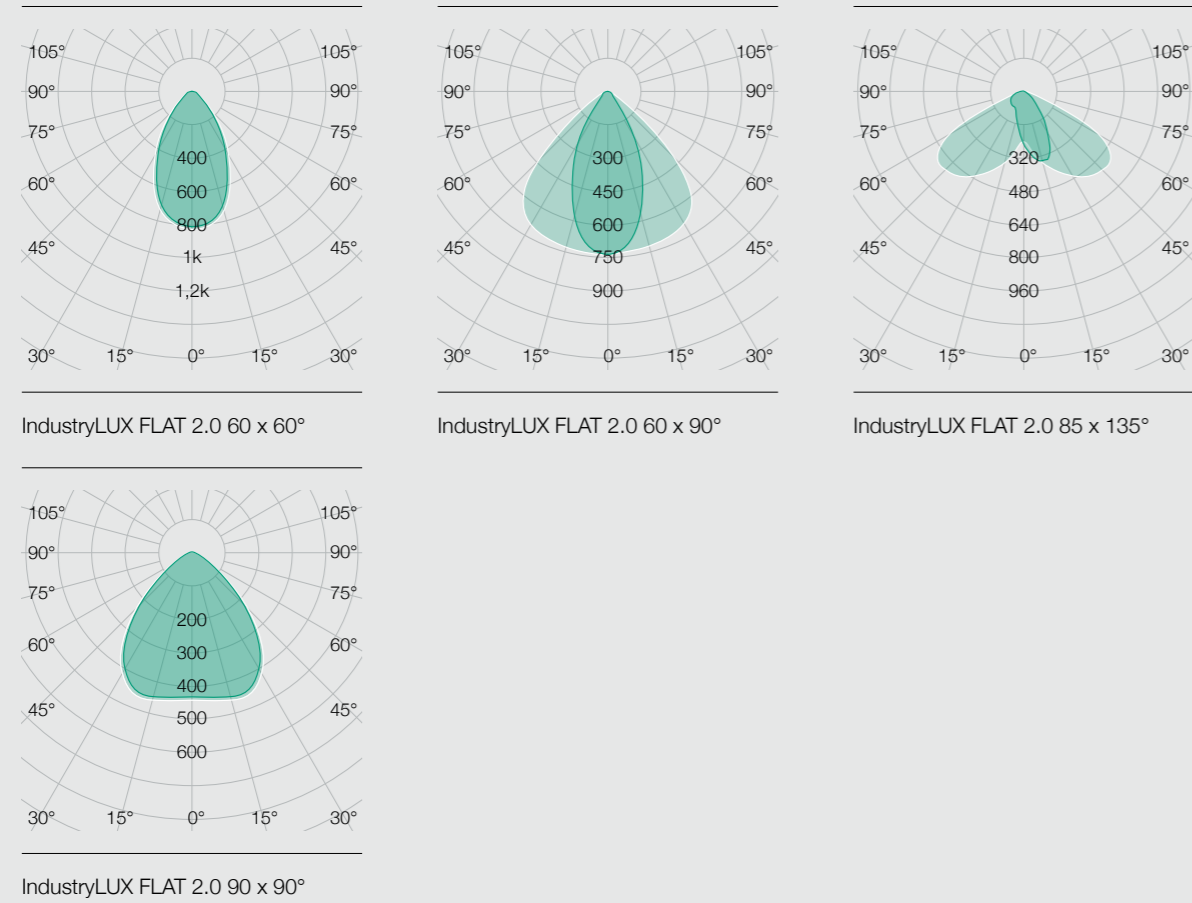 105° 105°
90° 90°
75° 75°
400
60° 600 60°
800
45° 45°
1k
1,2k
30° 15° 0° 15° 30°
IndustryLUX FLAT 2.0 60 x 60°
105° 105°
90° 90°
75° 75°
300
60° 450 60°
600
45° 45°
750
900
30° 15° 0° 15° 30°
IndustryLUX FLAT 2.0 60 x 90°
105° 105°
90° 90°
75° 75°
320
60° 480 60°
640
45° 45°
800
960
30° 15° 0° 15° 30°
IndustryLUX FLAT 2.0 85 x 135°
105° 105°
90° 90°
75° 75°
200
60° 300 60°
400
45° 45°
500
600
30° 15° 0° 15° 30°
IndustryLUX FLAT 2.0 90 x 90°